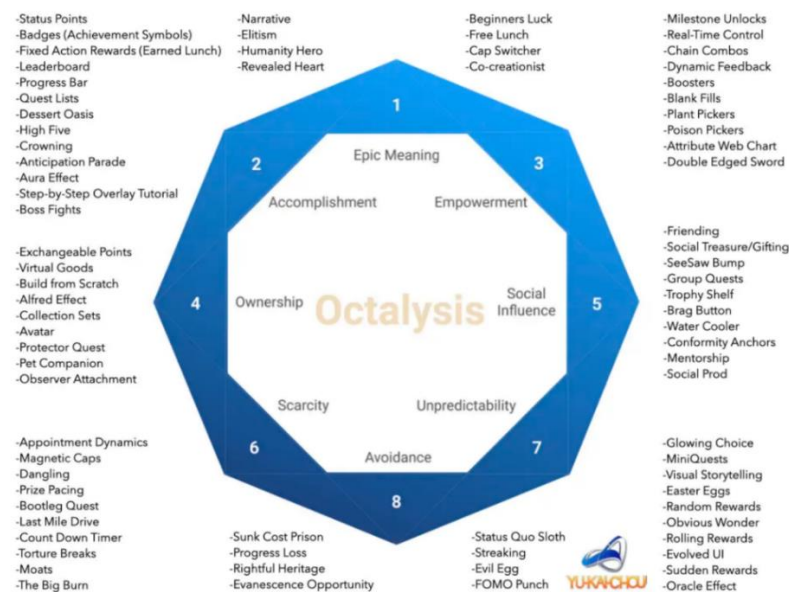 -Status Points
-Badges (Achievement Symbols)
-Fixed Action Rewards (Earned Lunch)
-Leaderboard
-Progress Bar
-Quest Lists
-Dessert Oasis
-High Five
-Crowning
-Anticipation Parade
-Aura Effect
-Step-by-Step Overlay Tutorial
-Boss Fights
-Narrative
-Elitism
-Humanity Hero
-Revealed Heart
-Beginners Luck
-Free Lunch
-Cap Switcher
-Co-creationist
-Milestone Unlocks
-Real-Time Control
-Chain Combos
-Dynamic Feedback
-Boosters
-Blank Fills
-Plant Pickers
-Poison Pickers
-Attribute Web Chart
-Double Edged Sword
1
Epic Meaning
2
Accomplishment
3
Empowerment
-Exchangeable Points
-Virtual Goods
-Build from Scratch
-Alfred Effect
-Collection Sets
-Avatar
-Protector Quest
-Pet Companion
-Observer Attachment
4
Ownership
Octalysis
Social
Influence
5
-Friending
-Social Treasure/Gifting
-SeeSaw Bump
-Group Quests
-Trophy Shelf
-Brag Button
-Water Cooler
-Conformity Anchors
-Mentorship
-Social Prod
Scarcity
6
Unpredictability
7
Avoidance
8
-Appointment Dynamics
-Magnetic Caps
-Dangling
-Prize Pacing
-Bootleg Quest
-Last Mile Drive
-Count Down Timer
-Torture Breaks
-Moats
-The Big Burn
-Sunk Cost Prison
-Progress Loss
-Rightful Heritage
-Evanescence Opportunity
-Status Quo Sloth
-Streaking
-Evil Egg
-FOMO Punch
YU-KAI-CHOU
-Glowing Choice
-MiniQuests
-Visual Storytelling
-Easter Eggs
-Random Rewards
-Obvious Wonder
-Rolling Rewards
-Evolved UI
-Sudden Rewards
-Oracle Effect